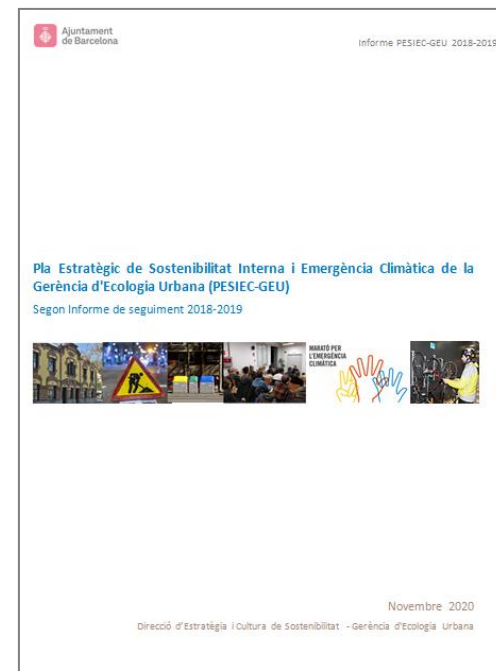 Ajuntament
de Barcelona
Informe PESIEC-GEU 2018-2019
Pla Estratègic de Sostenibilitat Interna i Emergència Climàtica de la
Gerència d'Ecologia Urbana (PESIEC-GEU)
Segon Informe de seguiment 2018-2019
MARATÓ PER
L'EMERGÈNCIA
CLIMÀTICA
Novembre 2020
Direcció d'Estratègia i Cultura de Sostenibilitat - Gerència d'Ecologia Urbana